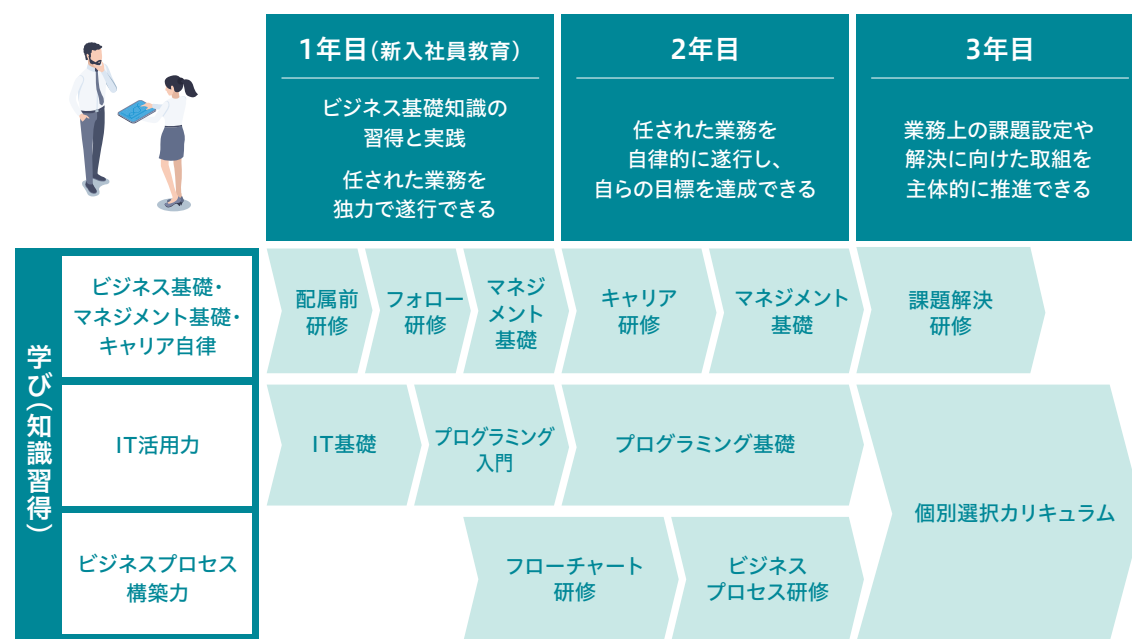 1年目(新入社員教育)
ビジネス基礎知識の
習得と実践
任された業務を
独力で遂行できる
2年目
任された業務を
自律的に遂行し、
自らの目標を達成できる
3年目
業務上の課題設定や
解決に向けた取組を
主体的に推進できる
学び(知識習得)
ビジネス基礎・
マネジメント基礎・
キャリア自律
配属前
研修
フォロー
研修
マネジ
メント
基礎
キャリア
研修
マネジメント
基礎
課題解決
研修
IT活用力
IT基礎
プログラミング
入門
プログラミング基礎
個別選択カリキュラム
ビジネスプロセス
構築力
フローチャート
研修
ビジネス
プロセス研修